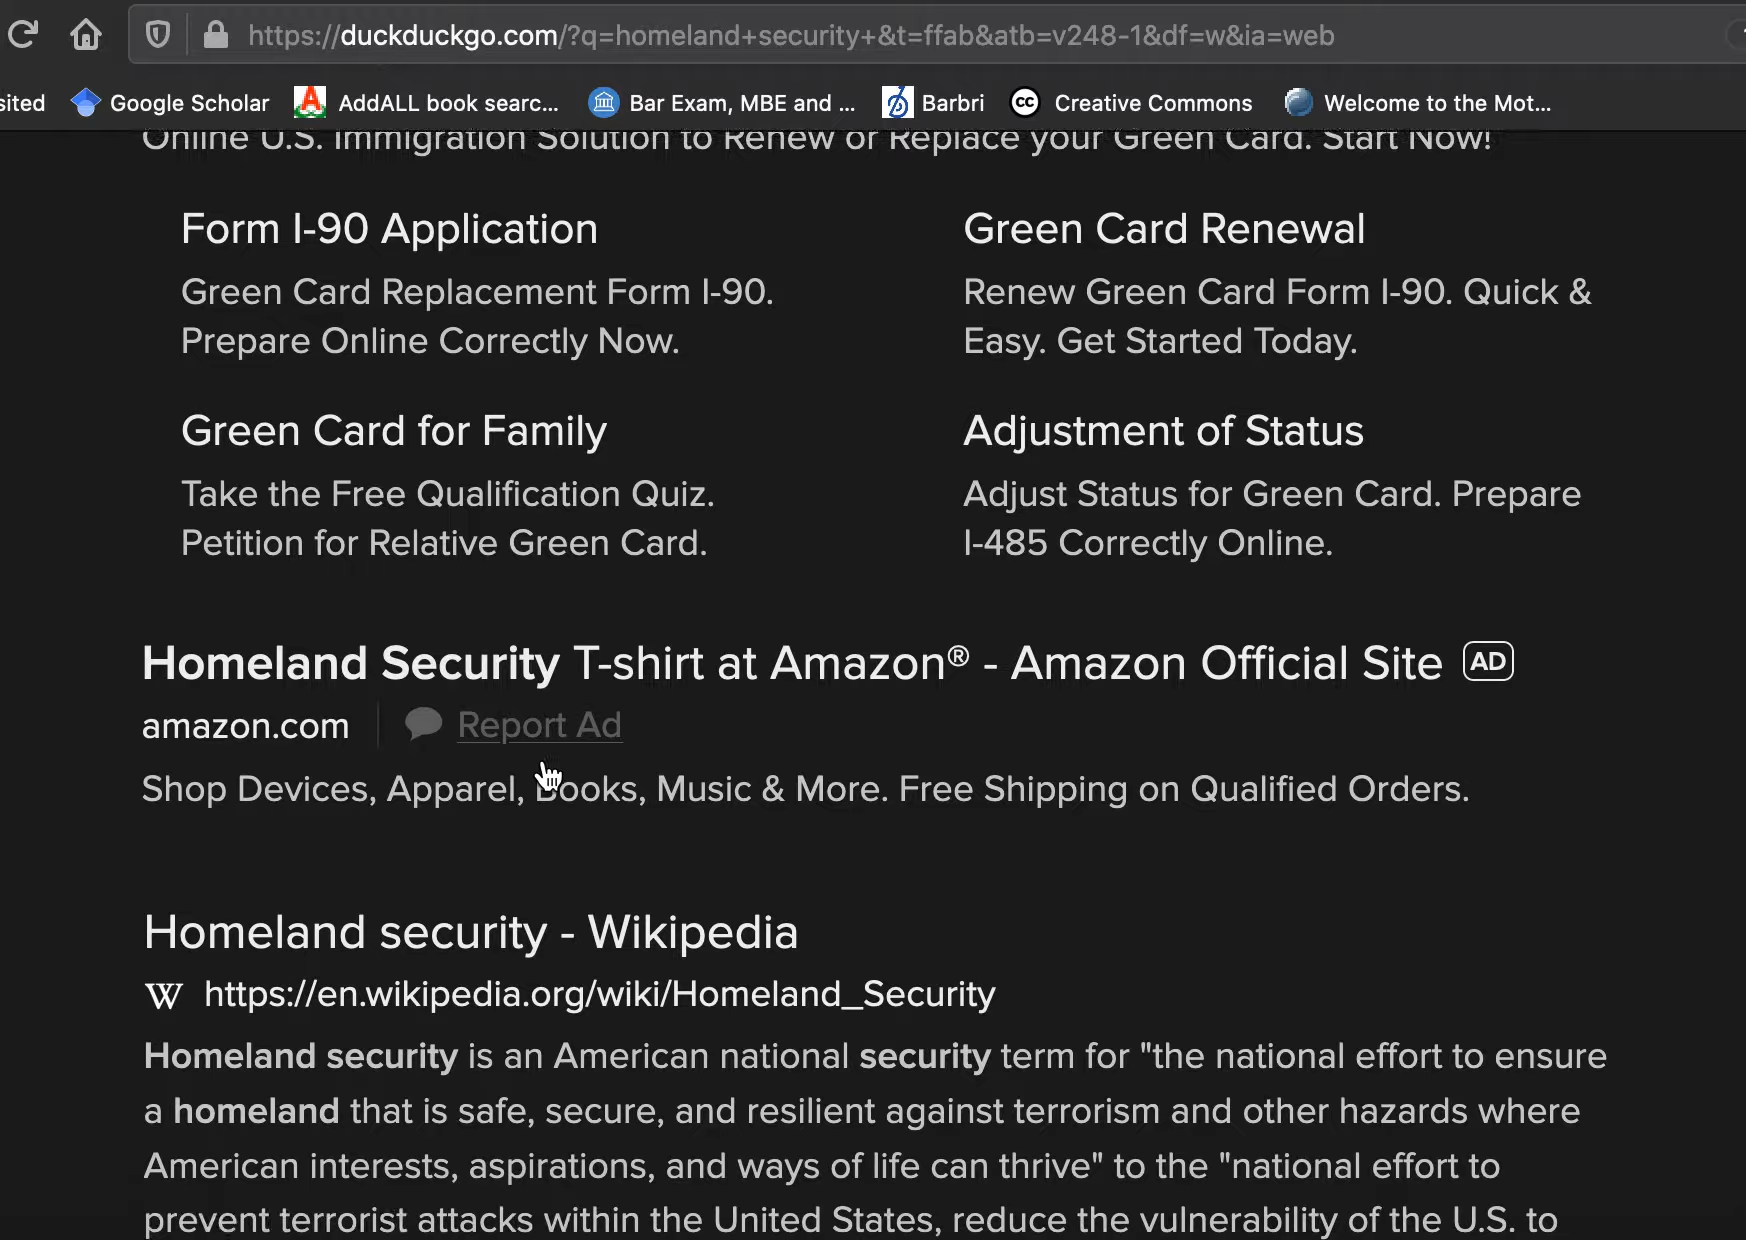 https://duckduckgo.com/?q=homeland+security+&t=ffab&atb=v248-1&df=w&ia=web
sited Google Scholar AddALL book searc... Bar Exam, MBE and ... Barbri Creative Commons Welcome to the Mot...
Online U.S. Immigration Solution to Renew or Replace your Green Card. Start Now!
Form I-90 Application
Green Card Replacement Form I-90.
Prepare Online Correctly Now.
Green Card Renewal
Renew Green Card Form I-90. Quick &
Easy. Get Started Today.
Green Card for Family
Take the Free Qualification Quiz.
Petition for Relative Green Card.
Adjustment of Status
Adjust Status for Green Card. Prepare
I-485 Correctly Online.
Homeland Security T-shirt at Amazon® - Amazon Official Site AD
amazon.com Report Ad
Shop Devices, Apparel, Books, Music & More. Free Shipping on Qualified Orders.
Homeland security - Wikipedia
W https://en.wikipedia.org/wiki/Homeland_Security
Homeland security is an American national security term for "the national effort to ensure
a homeland that is safe, secure, and resilient against terrorism and other hazards where
American interests, aspirations, and ways of life can thrive" to the "national effort to
prevent terrorist attacks within the United States, reduce the vulnerability of the U.S. to